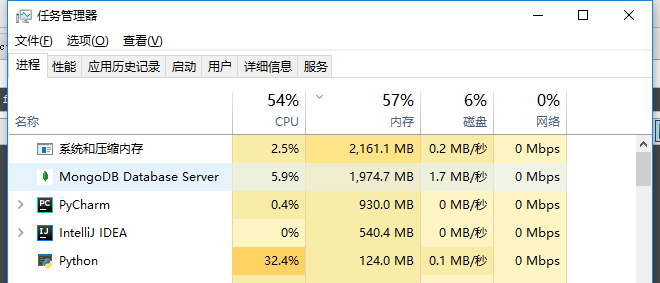 任务管理器
文件(F) 选项(O) 查看(V)
进程 性能 应用历史记录 启动 用户 详细信息 服务
54% 57% 6% 0%
名称 CPU 内存 磁盘 网络
系统和压缩内存 2.5% 2,161.1 MB 0.2 MB/秒 0 Mbps
MongoDB Database Server 5.9% 1,974.7 MB 1.7 MB/秒 0 Mbps
PyCharm 0.4% 930.0 MB 0 MB/秒 0 Mbps
IntelliJ IDEA 0% 540.4 MB 0 MB/秒 0 Mbps
Python 32.4% 124.0 MB 0.1 MB/秒 0 Mbps